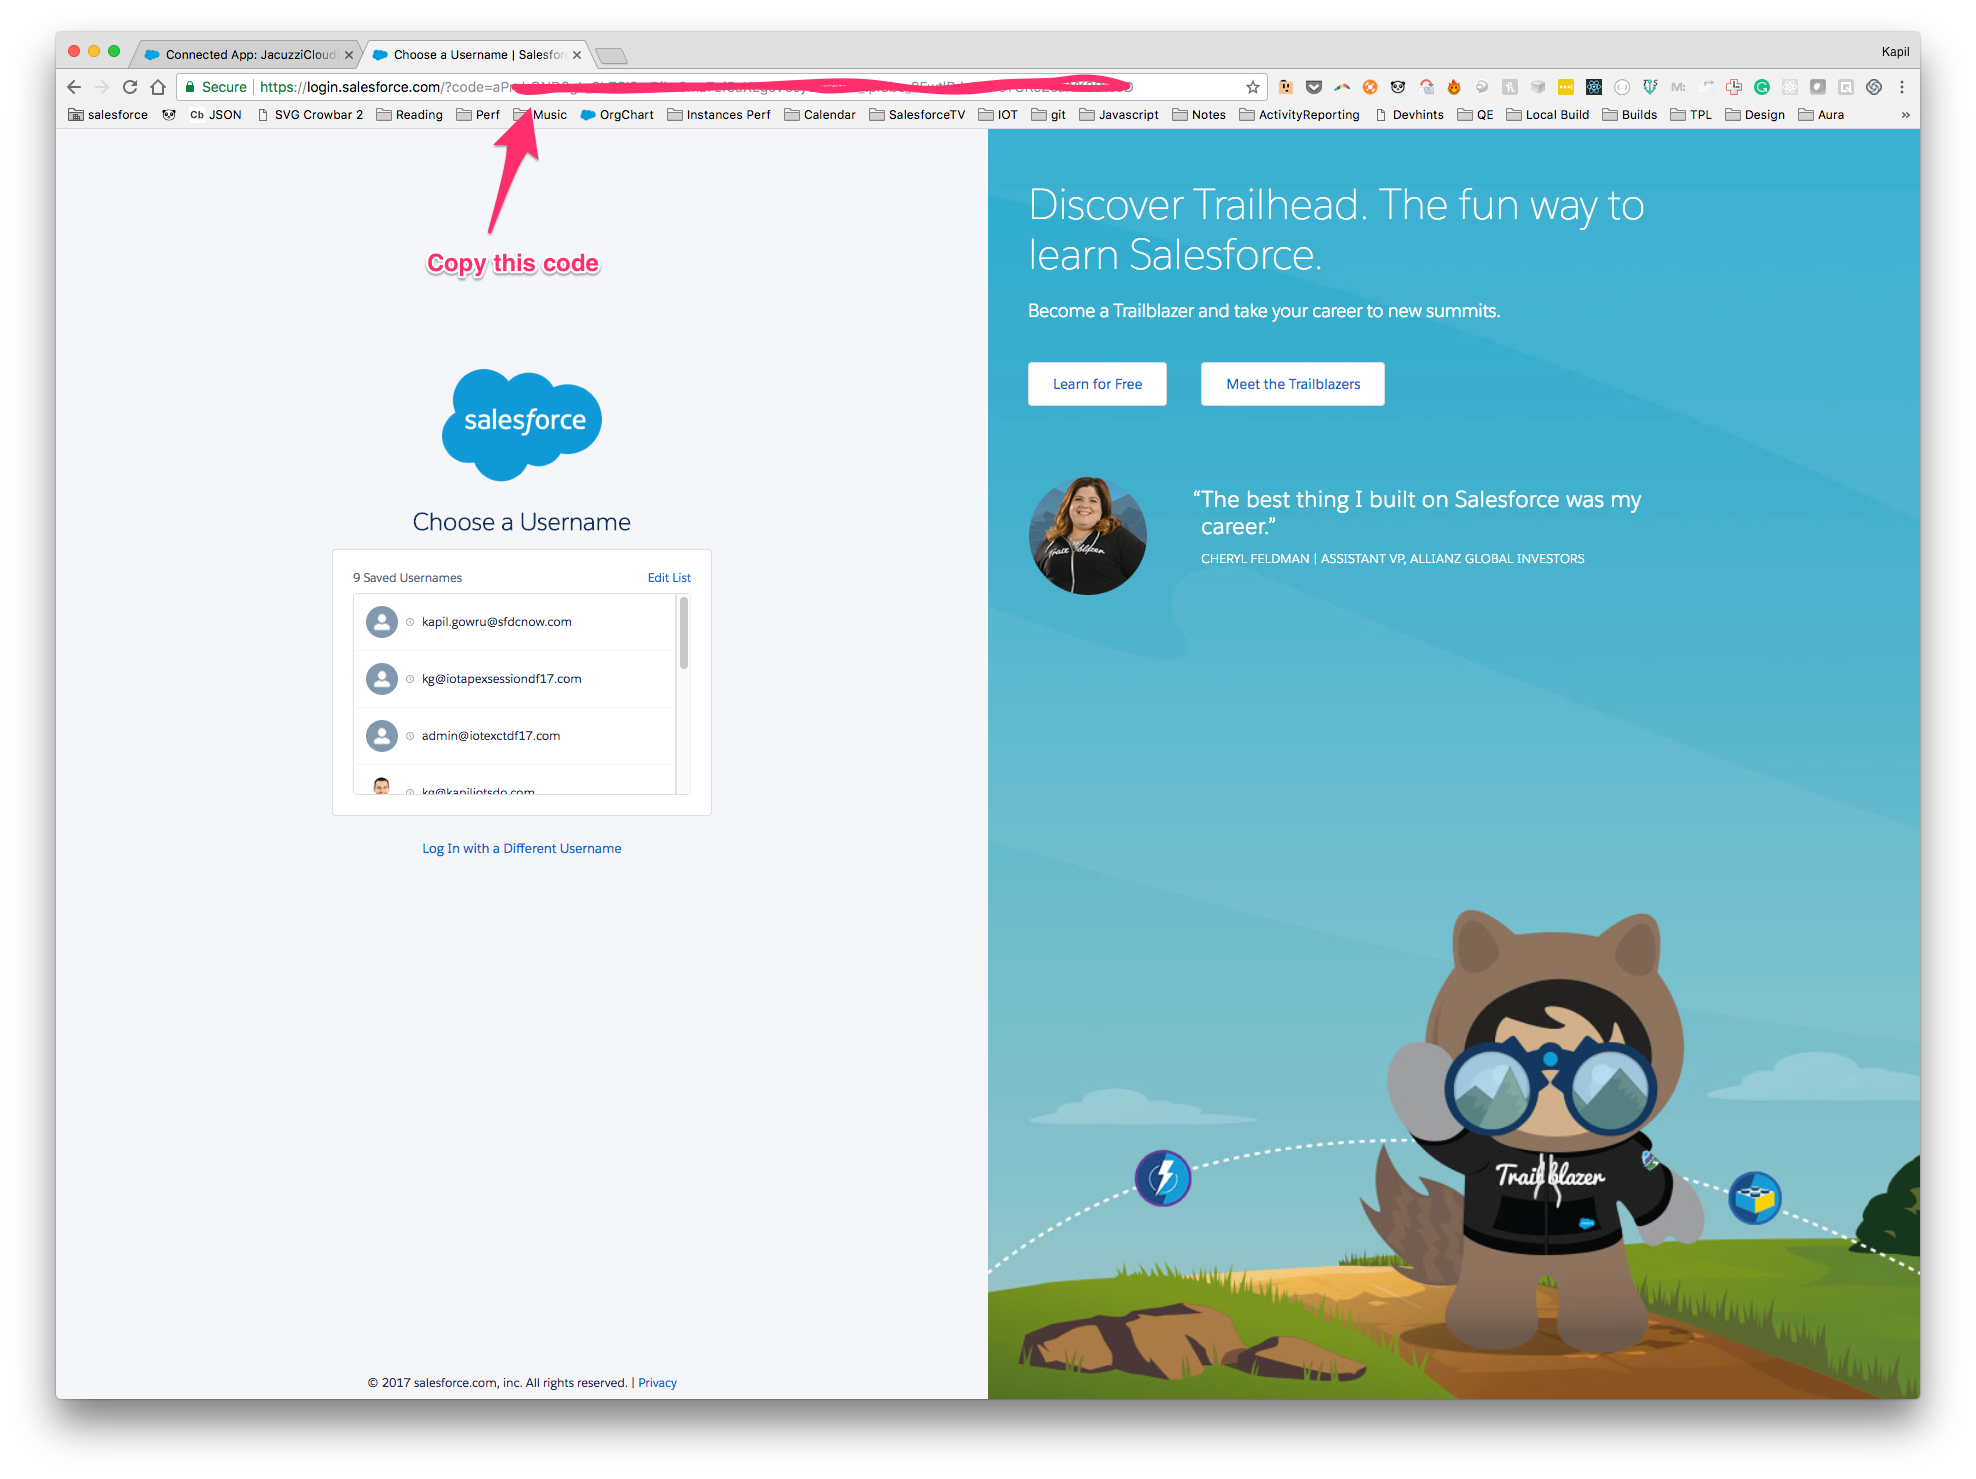 Connected App: JacuzziCloud
Choose a Username | Salesforc
Kapil
Secure | https://login.salesforce.com/?code=aPr
salesforce Cb JSON SVG Crowbar 2 Reading Perf Music OrgChart Instances Perf Calendar SalesforceTV IOT git Javascript Notes ActivityReporting Devhints QE Local Build Builds TPL Design Aura »
Copy this code
salesforce
Choose a Username
9 Saved Usernames Edit List
kapil.gowru@sfdcnow.com
kg@iotapexsessiondf17.com
admin@iotexctdf17.com
kg@kapiliotsdo.com
Log In with a Different Username
© 2017 salesforce.com, inc. All rights reserved. | Privacy
Discover Trailhead. The fun way to
learn Salesforce.
Become a Trailblazer and take your career to new summits.
Learn for Free Meet the Trailblazers
“The best thing I built on Salesforce was my
career.”
CHERYL FELDMAN | ASSISTANT VP, ALLIANZ GLOBAL INVESTORS
Trailblazer
Trailblazer